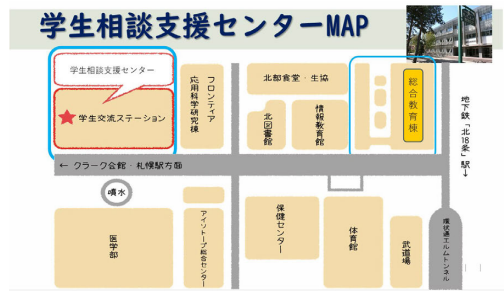 学生相談支援センターMAP
学生相談支援センター
★学生交流ステーション
フロンティア
応用科学研究棟
北部食堂・生協
北図書館
情報教育館
総合教育棟
地下鉄「北18条」駅→
← クラーク会館・札幌駅方面
噴水
医学部
アイソトープ総合センター
保健センター
体育館
武道場
環状通エルムトンネル